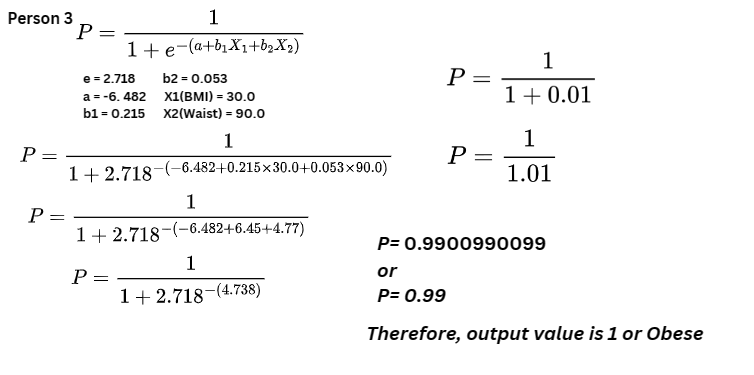 Person 3
P = \frac{1}{1 + e^{-(a+b_1X_1+b_2X_2)}}
e = 2.718 b2 = 0.053
a = -6. 482 X1(BMI) = 30.0
b1 = 0.215 X2(Waist) = 90.0
P = \frac{1}{1 + 2.718^{-(-6.482+0.215×30.0+0.053×90.0)}}
P = \frac{1}{1 + 2.718^{-(-6.482+6.45+4.77)}}
P = \frac{1}{1 + 2.718^{-(4.738)}}
P = \frac{1}{1 + 0.01}
P = \frac{1}{1.01}
P= 0.9900990099
or
P= 0.99
Therefore, output value is 1 or Obese